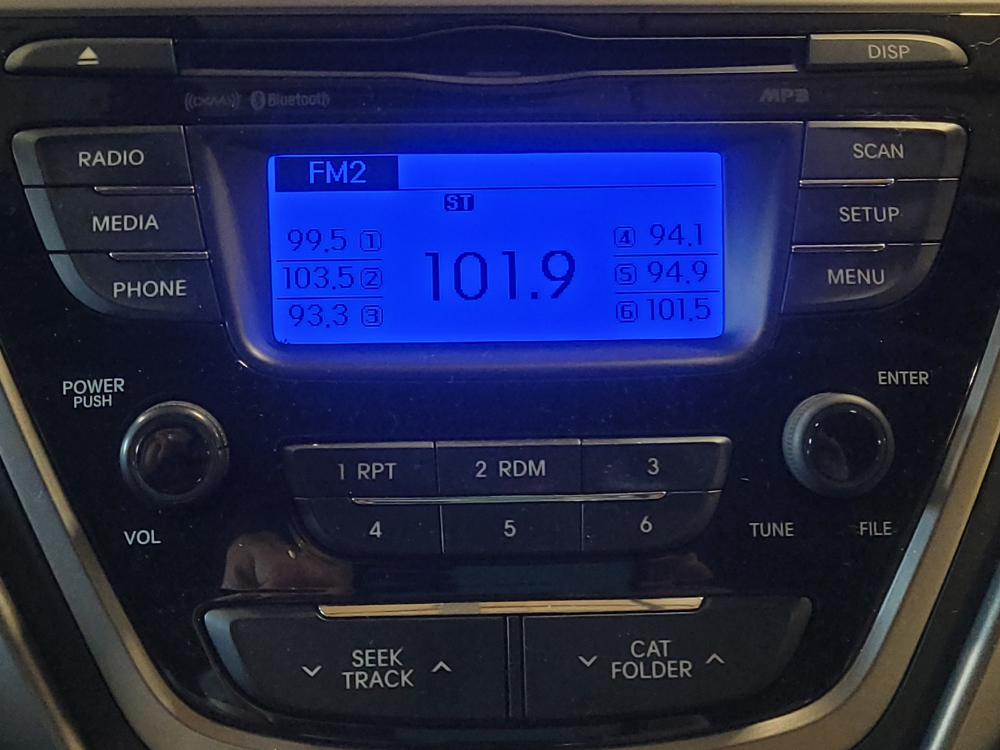 DISP
((XM)) Bluetooth MP3
RADIO
MEDIA
PHONE
FM2
ST
99.5 1
103.5 2
93.3 3
101.9
4 94.1
5 94.9
6 101.5
SCAN
SETUP
MENU
POWER
PUSH
VOL
ENTER
TUNE FILE
1 RPT 2 RDM 3
4 5 6
SEEK
TRACK
CAT
FOLDER